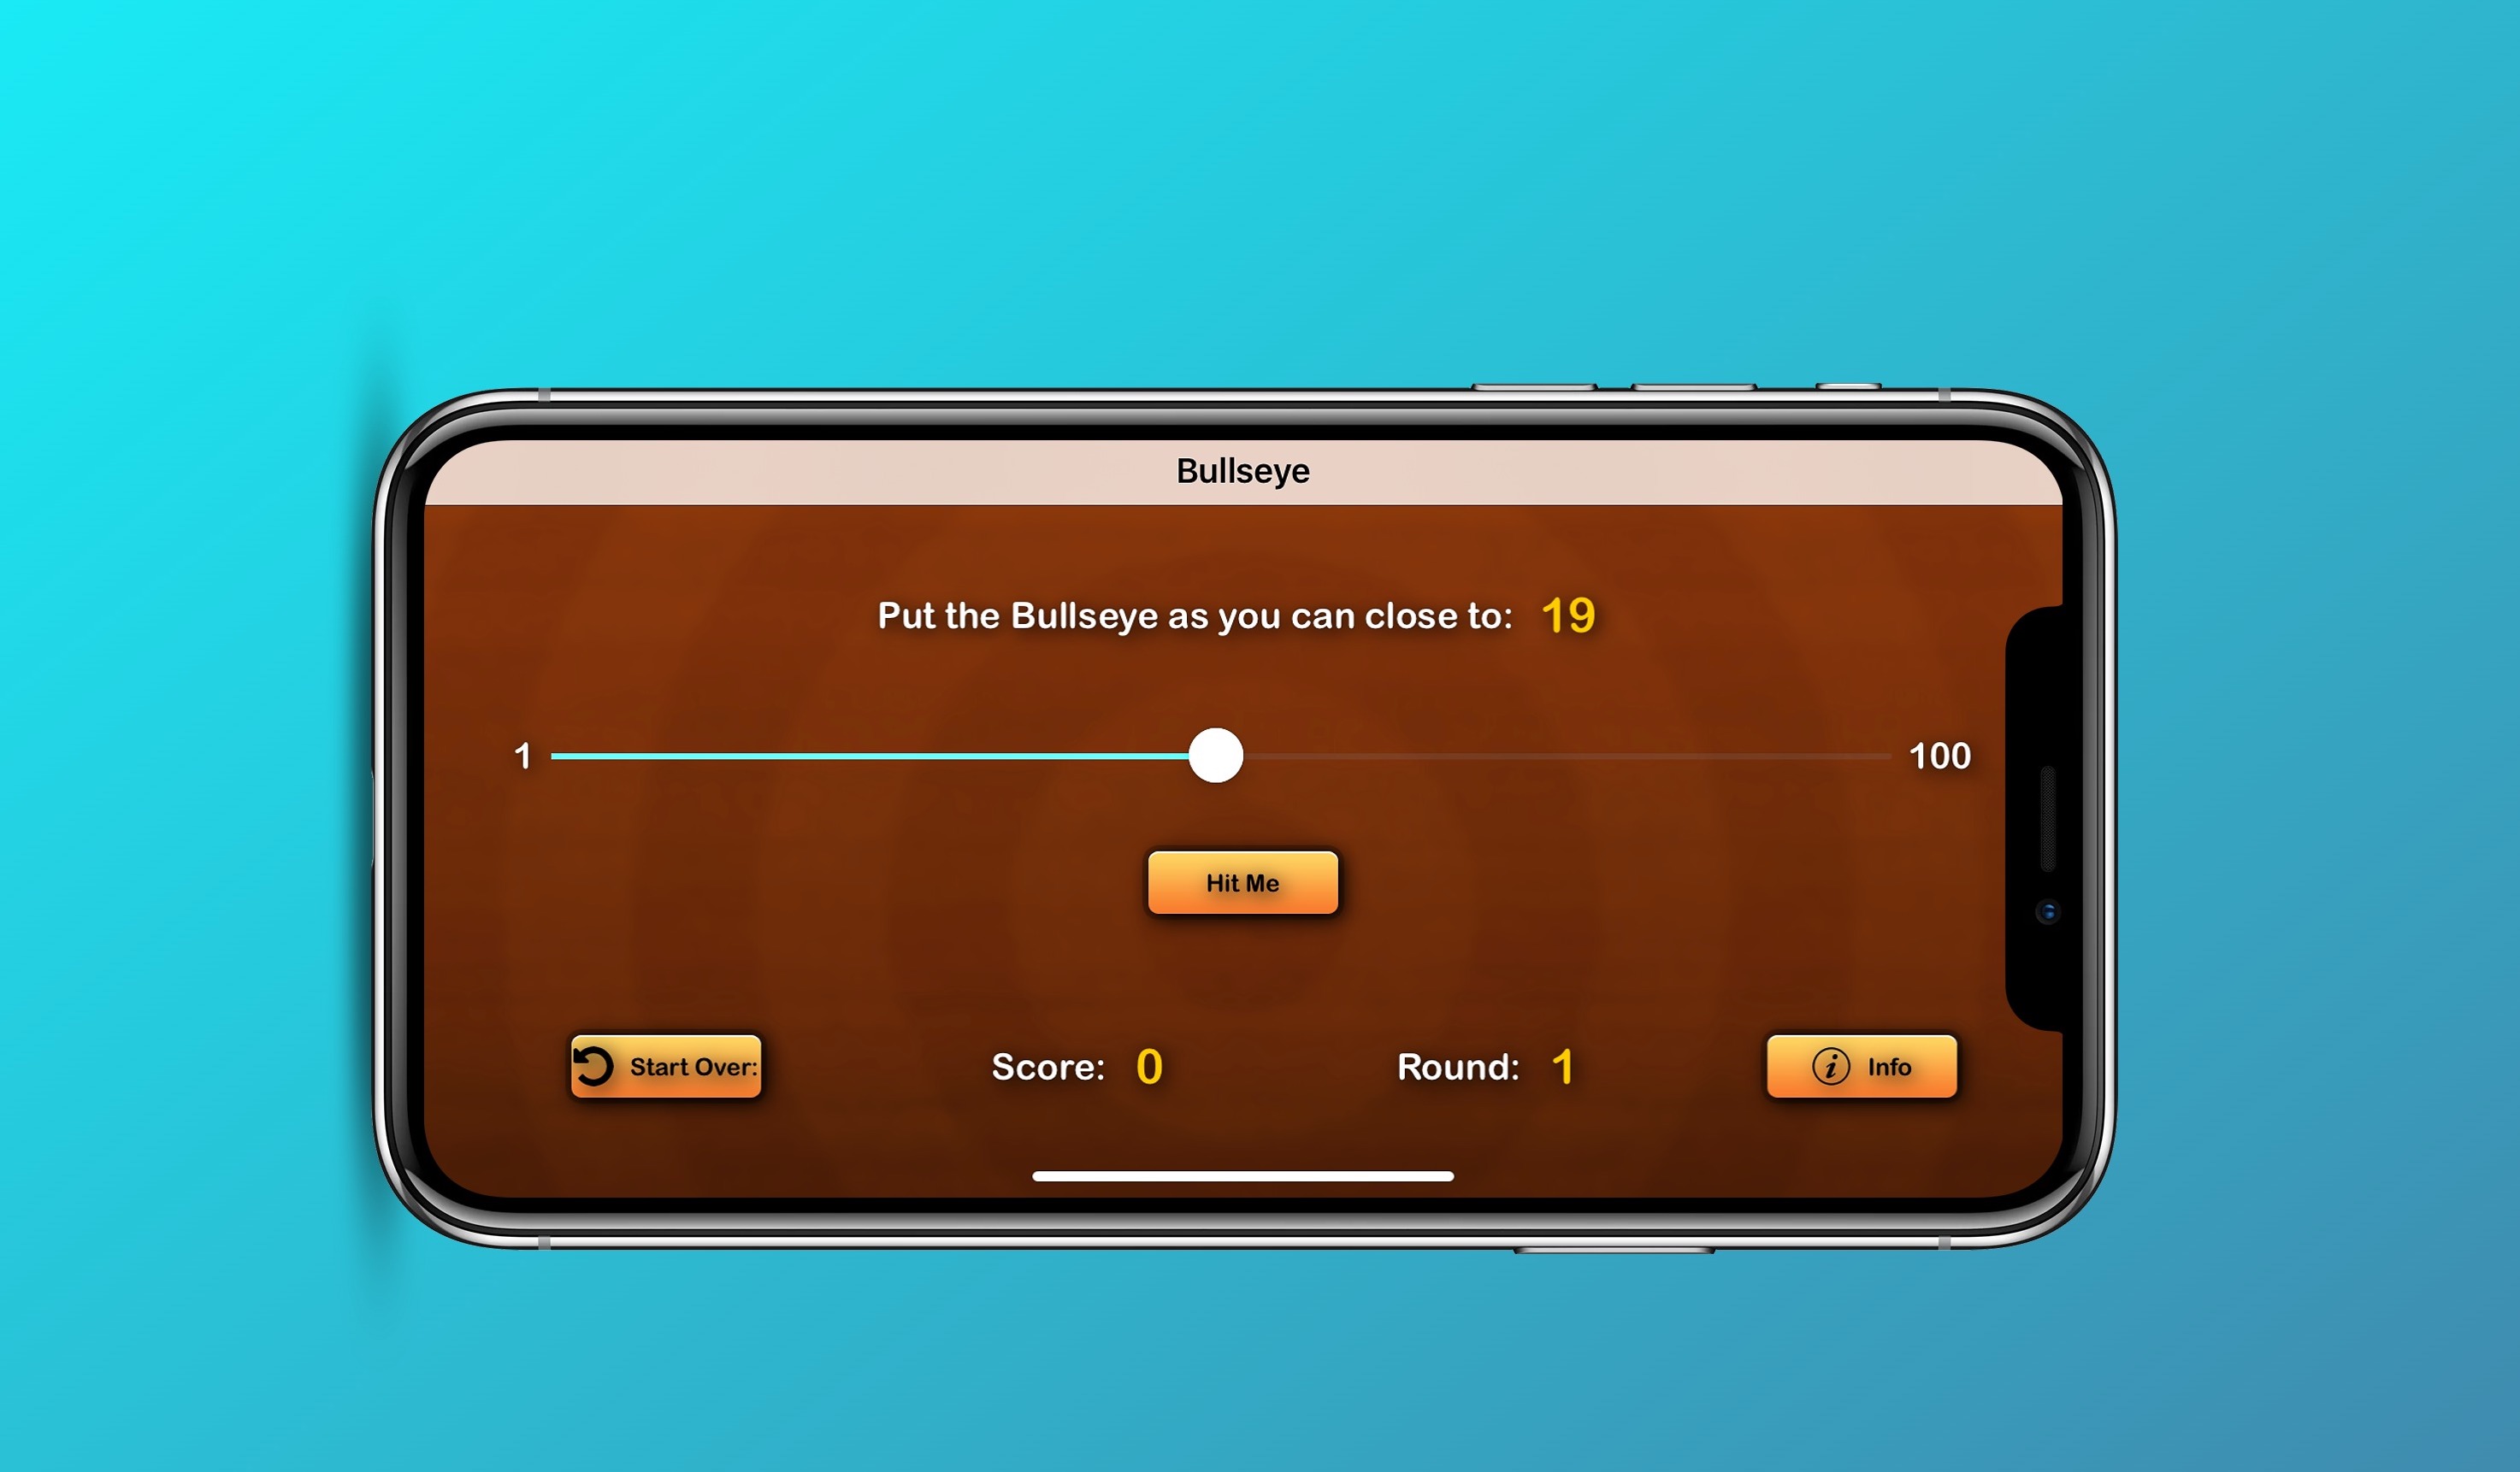 Bullseye
Put the Bullseye as you can close to: 19
1 100
Hit Me
Start Over: Score: 0 Round: 1 Info